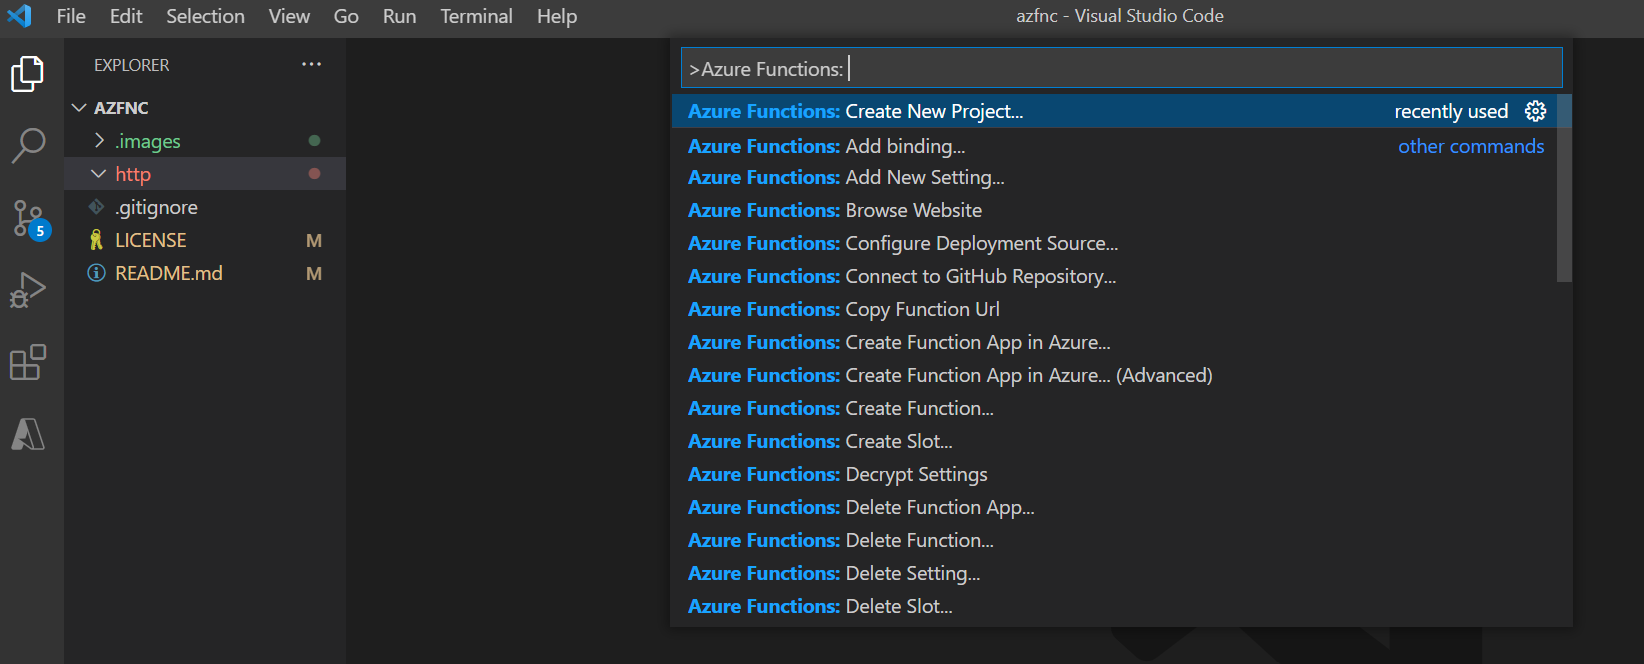 File Edit Selection View Go Run Terminal Help azfnc - Visual Studio Code
EXPLORER
AZFNC
.images
http
.gitignore
LICENSE M
README.md M
5
>Azure Functions:
Azure Functions: Create New Project... recently used
Azure Functions: Add binding... other commands
Azure Functions: Add New Setting...
Azure Functions: Browse Website
Azure Functions: Configure Deployment Source...
Azure Functions: Connect to GitHub Repository...
Azure Functions: Copy Function Url
Azure Functions: Create Function App in Azure...
Azure Functions: Create Function App in Azure... (Advanced)
Azure Functions: Create Function...
Azure Functions: Create Slot...
Azure Functions: Decrypt Settings
Azure Functions: Delete Function App...
Azure Functions: Delete Function...
Azure Functions: Delete Setting...
Azure Functions: Delete Slot...